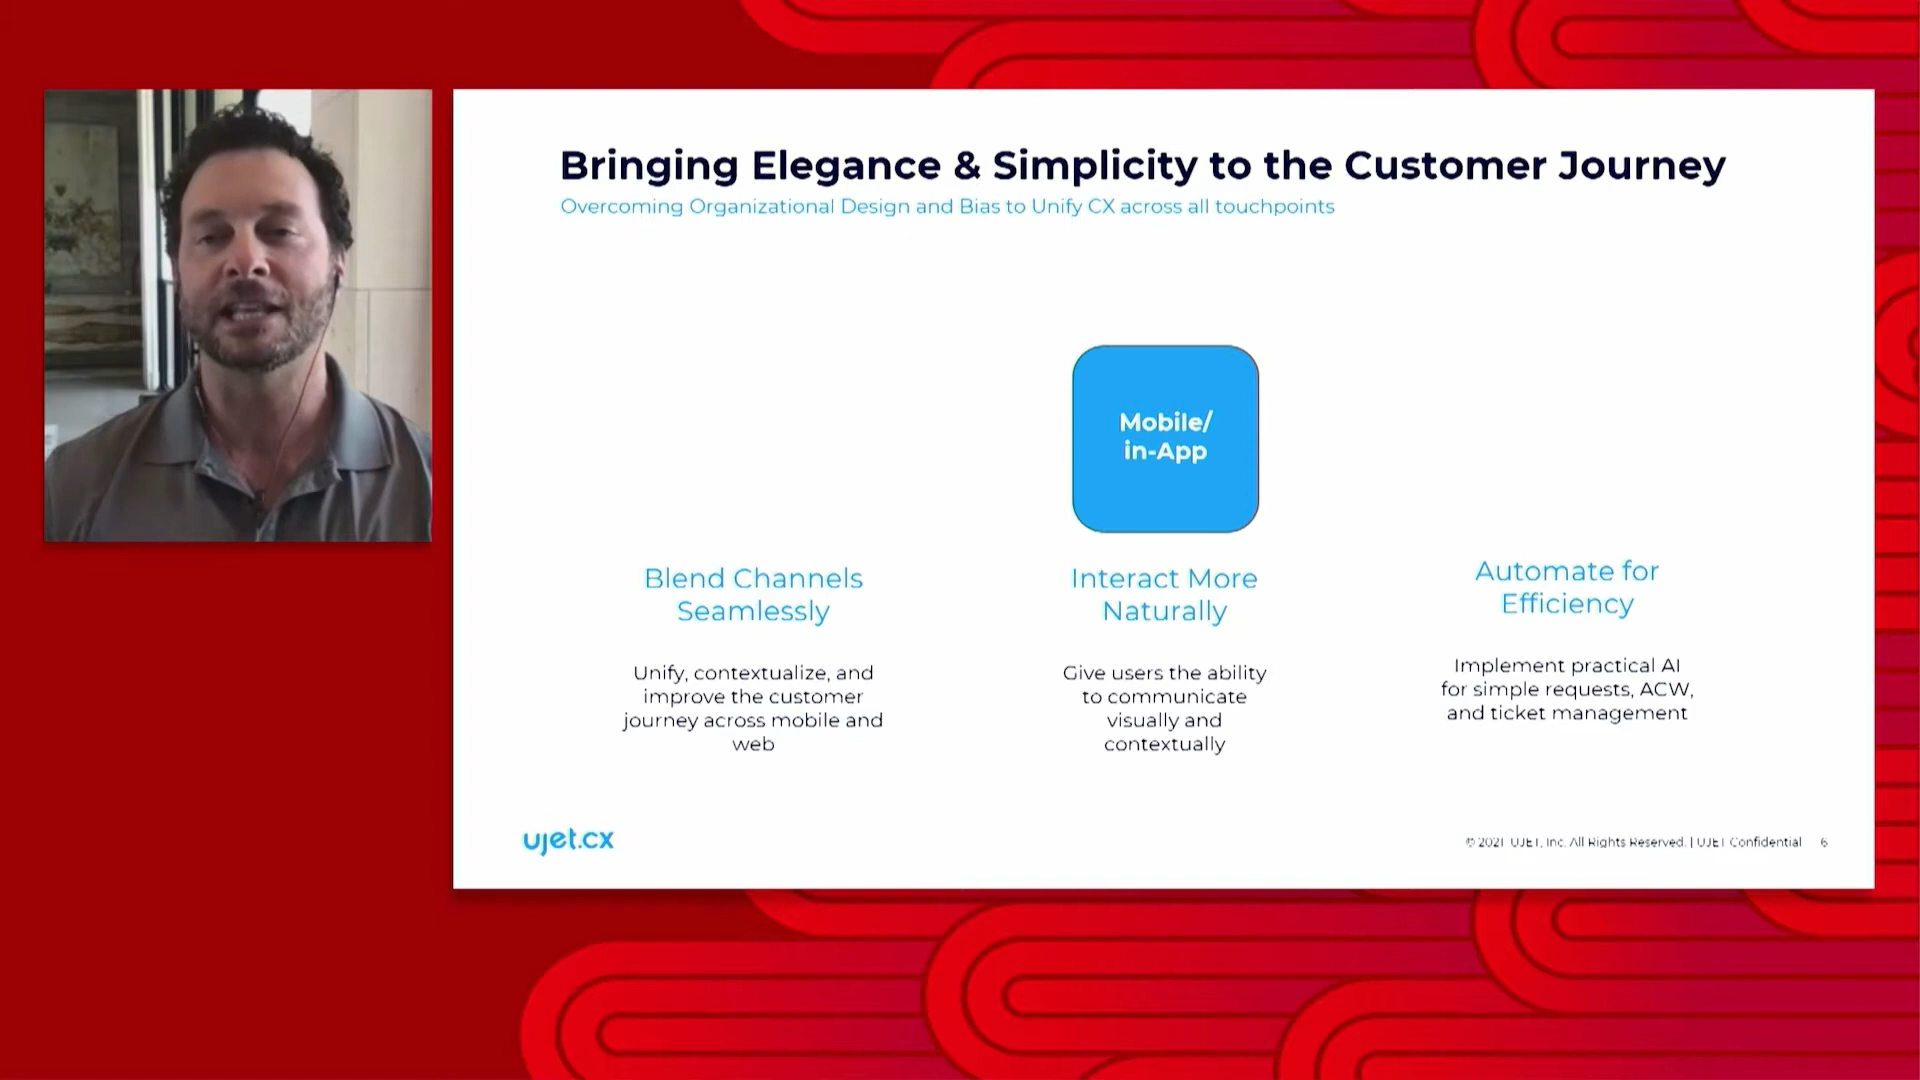 Bringing Elegance & Simplicity to the Customer Journey
Overcoming Organizational Design and Bias to Unify CX across all touchpoints
Mobile/
in-App
Blend Channels
Seamlessly
Unify, contextualize, and
improve the customer
journey across mobile and
web
Interact More
Naturally
Give users the ability
to communicate
visually and
contextually
Automate for
Efficiency
Implement practical AI
for simple requests, ACW,
and ticket management
ujet.cx
© 2021 UJET, Inc. All Rights Reserved. | UJET Confidential 6